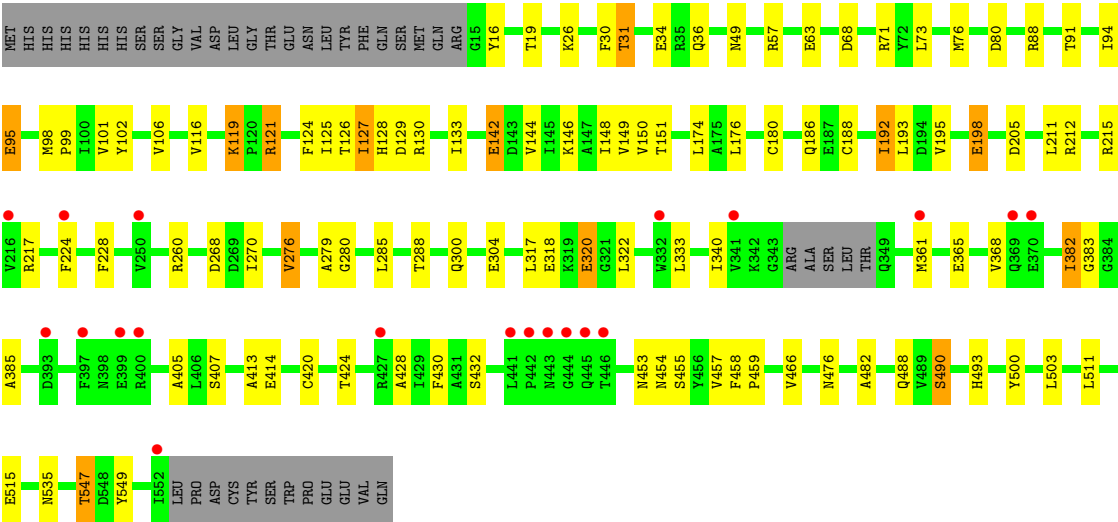 MET HIS HIS HIS HIS HIS HIS SER SER GLY VAL ASP LEU GLY THR GLU ASN LEU TYR PHE GLN SER MET GLN ARG G15 Y16 T19 K26 F30 T31 E34 R35 Q36 N49 R57 E63 D68 R71 Y72 L73 M76 D80 R88 T91 I94
E95 M98 P99 I100 V101 Y102 V106 V116 K119 P120 R121 F124 I125 T126 I127 H128 D129 R130 I133 E142 D143 V144 I145 K146 A147 I148 V149 V150 T151 L174 A175 L176 C180 Q186 E187 C188 I192 L193 D194 V195 E198 D205 L211 R212 R215
V216 R217 F224 F228 V250 R260 D268 D269 I270 V276 A279 G280 L285 T288 Q300 E304 L317 E318 K319 E320 G321 L322 W332 L333 I340 V341 K342 G343 ARG ALA SER LEU THR Q349 M361 E365 V368 Q369 E370 I382 G383 G384
A385 D393 F397 N398 E399 R400 A405 L406 S407 A413 E414 C420 T424 R427 A428 I429 F430 A431 S432 L441 P442 N443 G444 Q445 T446 N453 N454 S455 Y456 V457 F458 P459 V466 N476 A482 Q488 V489 S490 H493 Y500 L503 L511
E515 N535 T547 D548 Y549 I552 LEU PRO ASP CYS TYR SER TRP PRO GLU GLU VAL GLN